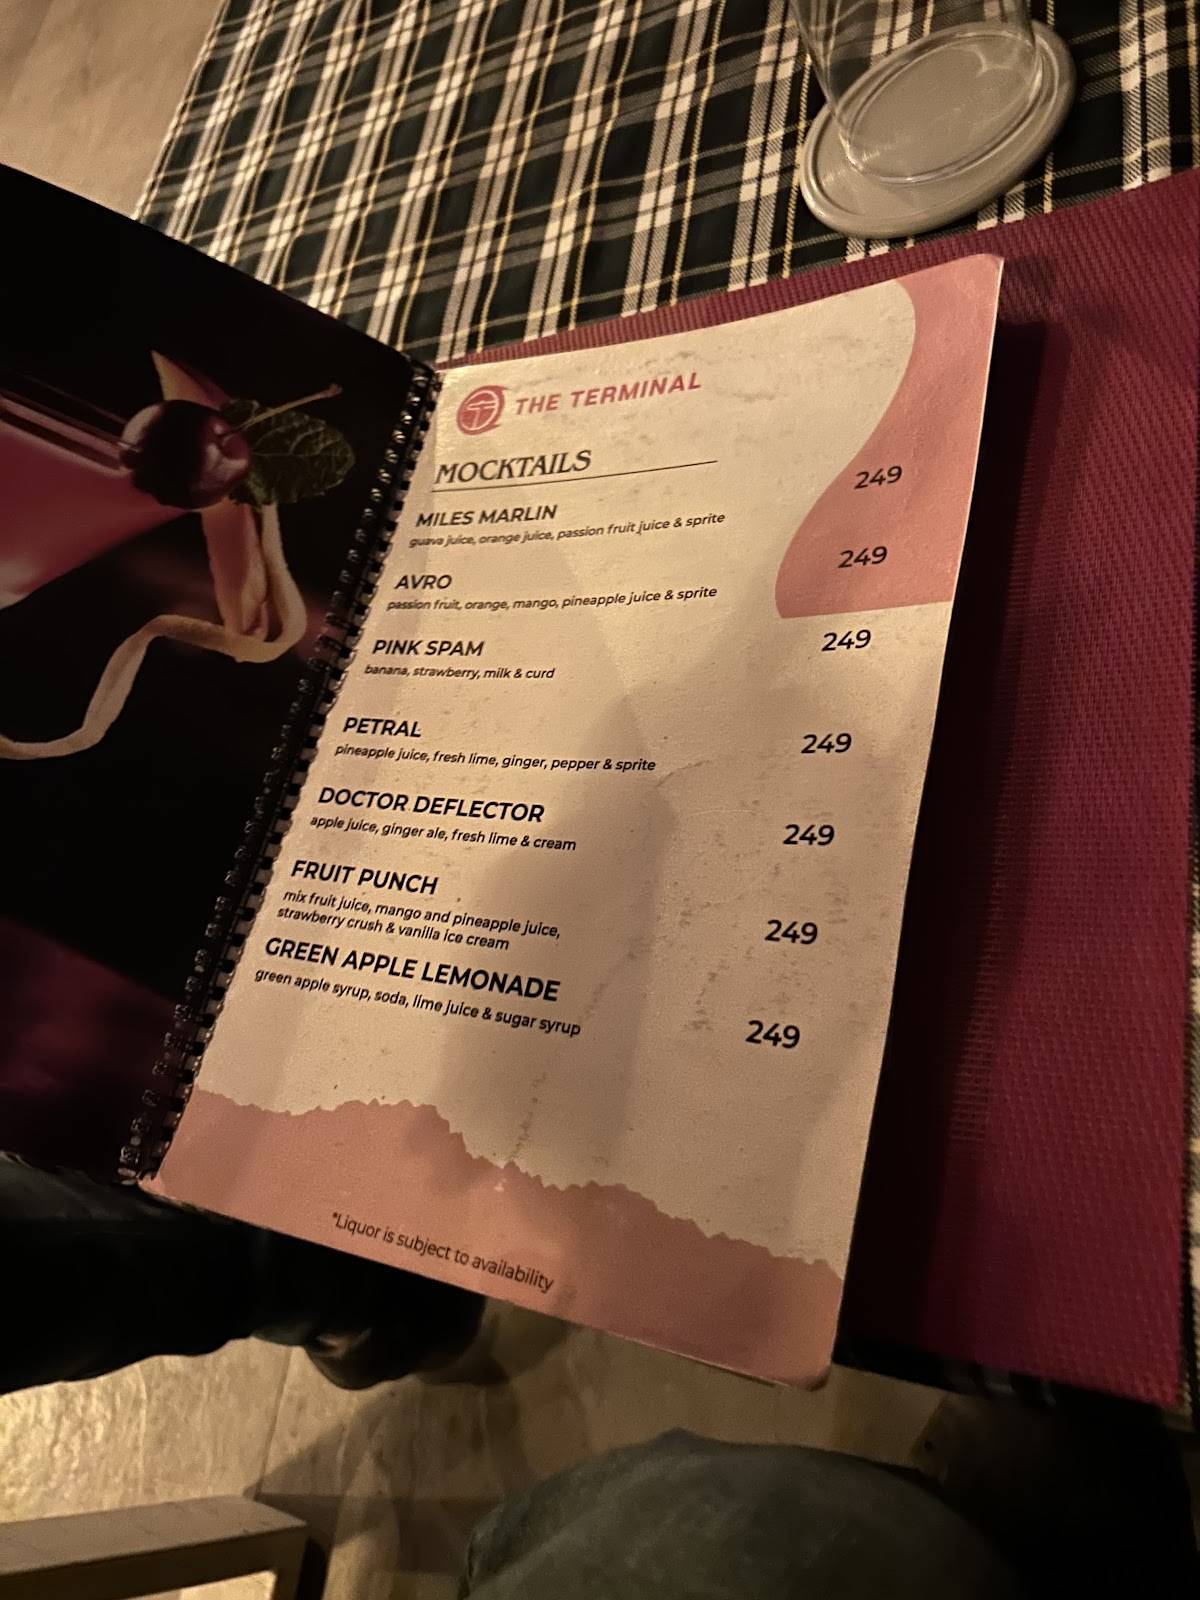 THE TERMINAL
MOCKTAILS
MILES MARLIN 249
guava juice, orange juice, passion fruit juice & sprite
AVRO 249
passion fruit, orange, mango, pineapple juice & sprite
PINK SPAM 249
banana, strawberry, milk & curd
PETRAL 249
pineapple juice, fresh lime, ginger, pepper & sprite
DOCTOR DEFLECTOR 249
apple juice, ginger ale, fresh lime & cream
FRUIT PUNCH 249
mix fruit juice, mango and pineapple juice,
strawberry crush & vanilla ice cream
GREEN APPLE LEMONADE 249
green apple syrup, soda, lime juice & sugar syrup
*Liquor is subject to availability